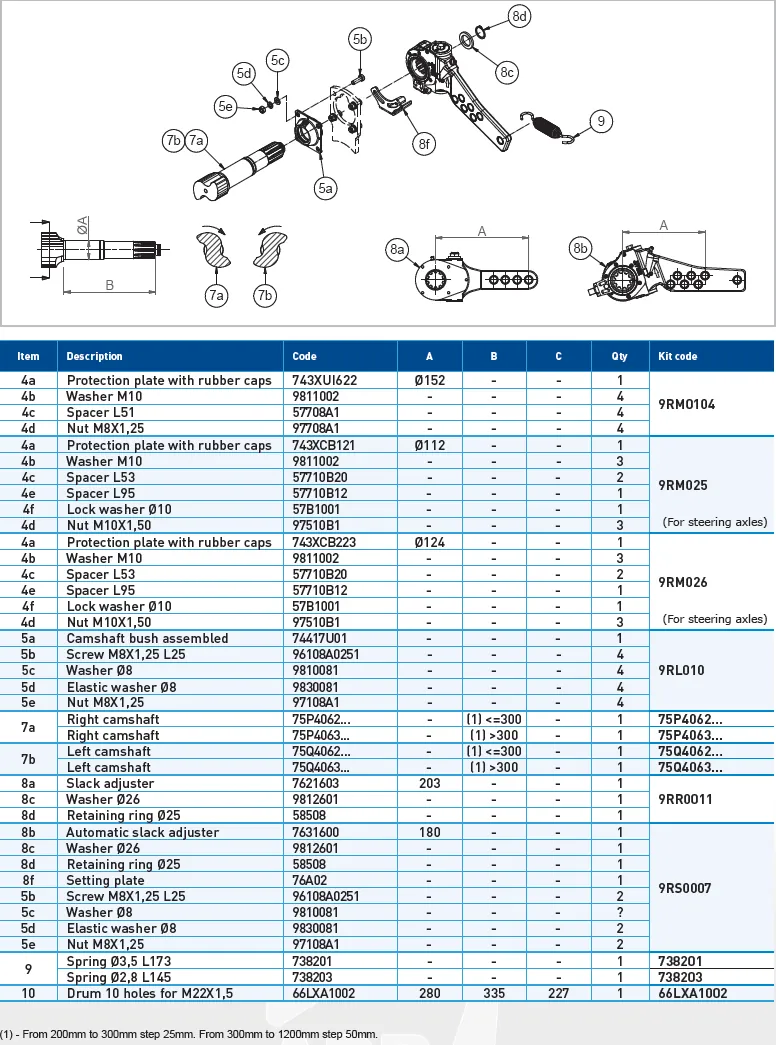 8d
5b
5c
8c
5d
5e
9
8f
7b 7a
5a
ØA
B
7a
7b
8a
A
8b
A
Item Description Code A B C Qty Kit code
4a Protection plate with rubber caps 743XUI622 Ø152 - - 1
4b Washer M10 9811002 - - - 4
9RM0104
4c Spacer L51 57708A1 - - - 4
4d Nut M8X1,25 97708A1 - - - 4
4a Protection plate with rubber caps 743XCB121 Ø112 - - 1
4b Washer M10 9811002 - - - 3
4c Spacer L53 57710B20 - - - 2
9RM025
4e Spacer L95 57710B12 - - - 1
4f Lock washer Ø10 57B1001 - - - 1
4d Nut M10X1,50 97510B1 - - - 3 (For steering axles)
4a Protection plate with rubber caps 743XCB223 Ø124 - - 1
4b Washer M10 9811002 - - - 3
4c Spacer L53 57710B20 - - - 2
9RM026
4e Spacer L95 57710B12 - - - 1
4f Lock washer Ø10 57B1001 - - - 1
4d Nut M10X1,50 97510B1 - - - 3 (For steering axles)
5a Camshaft bush assembled 74417U01 - - - 1
5b Screw M8X1,25 L25 96108A0251 - - - 4
5c Washer Ø8 9810081 - - - 4 9RL010
5d Elastic washer Ø8 9830081 - - - 4
5e Nut M8X1,25 97108A1 - - - 4
7a Right camshaft 75P4062... - (1) <=300 - 1 75P4062...
Right camshaft 75P4063... - (1) >300 - 1 75P4063...
7b Left camshaft 75Q4062... - (1) <=300 - 1 75Q4062...
Left camshaft 75Q4063... - (1) >300 - 1 75Q4063...
8a Slack adjuster 7621603 203 - - 1
8c Washer Ø26 9812601 - - - 1 9RR0011
8d Retaining ring Ø25 58508 - - - 1
8b Automatic slack adjuster 7631600 180 - - 1
8c Washer Ø26 9812601 - - - 1
8d Retaining ring Ø25 58508 - - - 1
8f Setting plate 76A02 - - - 1
9RS0007
5b Screw M8X1,25 L25 96108A0251 - - - 2
5c Washer Ø8 9810081 - - - ?
5d Elastic washer Ø8 9830081 - - - 2
5e Nut M8X1,25 97108A1 - - - 2
9 Spring Ø3,5 L173 738201 - - - 1 738201
Spring Ø2,8 L145 738203 - - - 1 738203
10 Drum 10 holes for M22X1,5 66LXA1002 280 335 227 1 66LXA1002
(1) - From 200mm to 300mm step 25mm. From 300mm to 1200mm step 50mm.